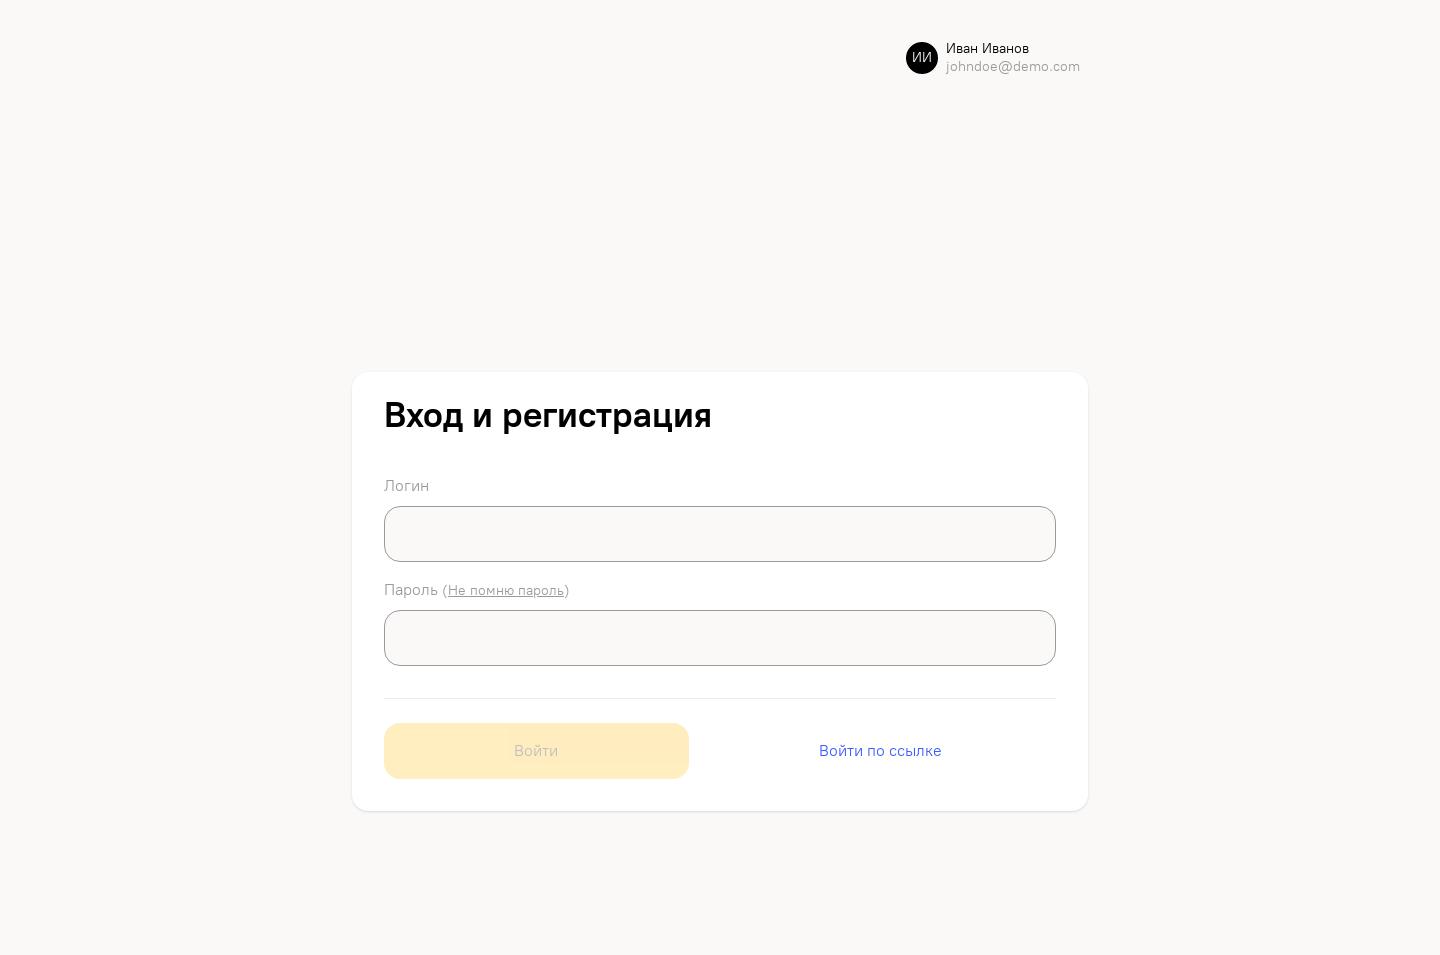 ИИ
Иван Иванов
johndoe@demo.com
Вход и регистрация
Логин
Пароль (Не помню пароль)
Войти
Войти по ссылке